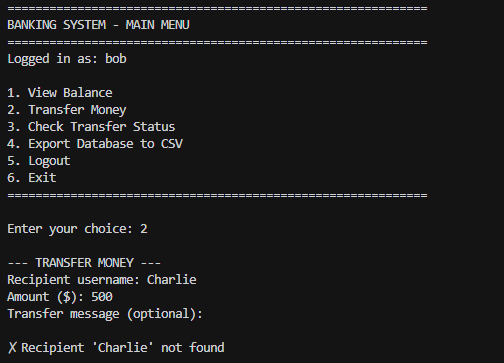 ============================================================
BANKING SYSTEM - MAIN MENU
============================================================
Logged in as: bob
1. View Balance
2. Transfer Money
3. Check Transfer Status
4. Export Database to CSV
5. Logout
6. Exit
============================================================
Enter your choice: 2
--- TRANSFER MONEY ---
Recipient username: Charlie
Amount ($): 500
Transfer message (optional):
✗ Recipient 'Charlie' not found